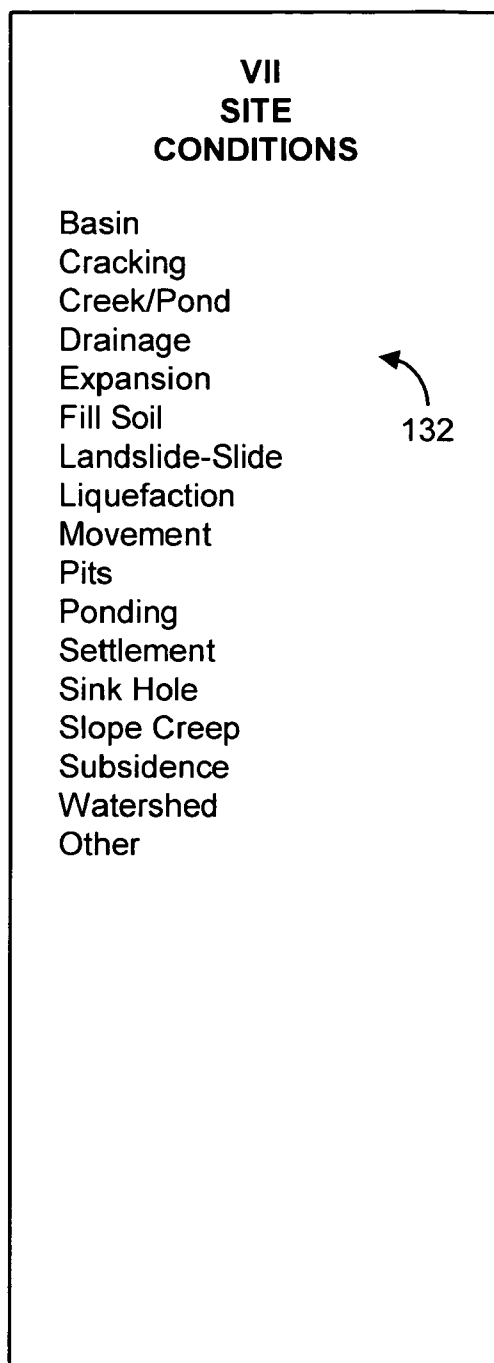 VII
SITE
CONDITIONS
Basin
Cracking
Creek/Pond
Drainage
Expansion
Fill Soil
132
Landslide-Slide
Liquefaction
Movement
Pits
Ponding
Settlement
Sink Hole
Slope Creep
Subsidence
Watershed
Other